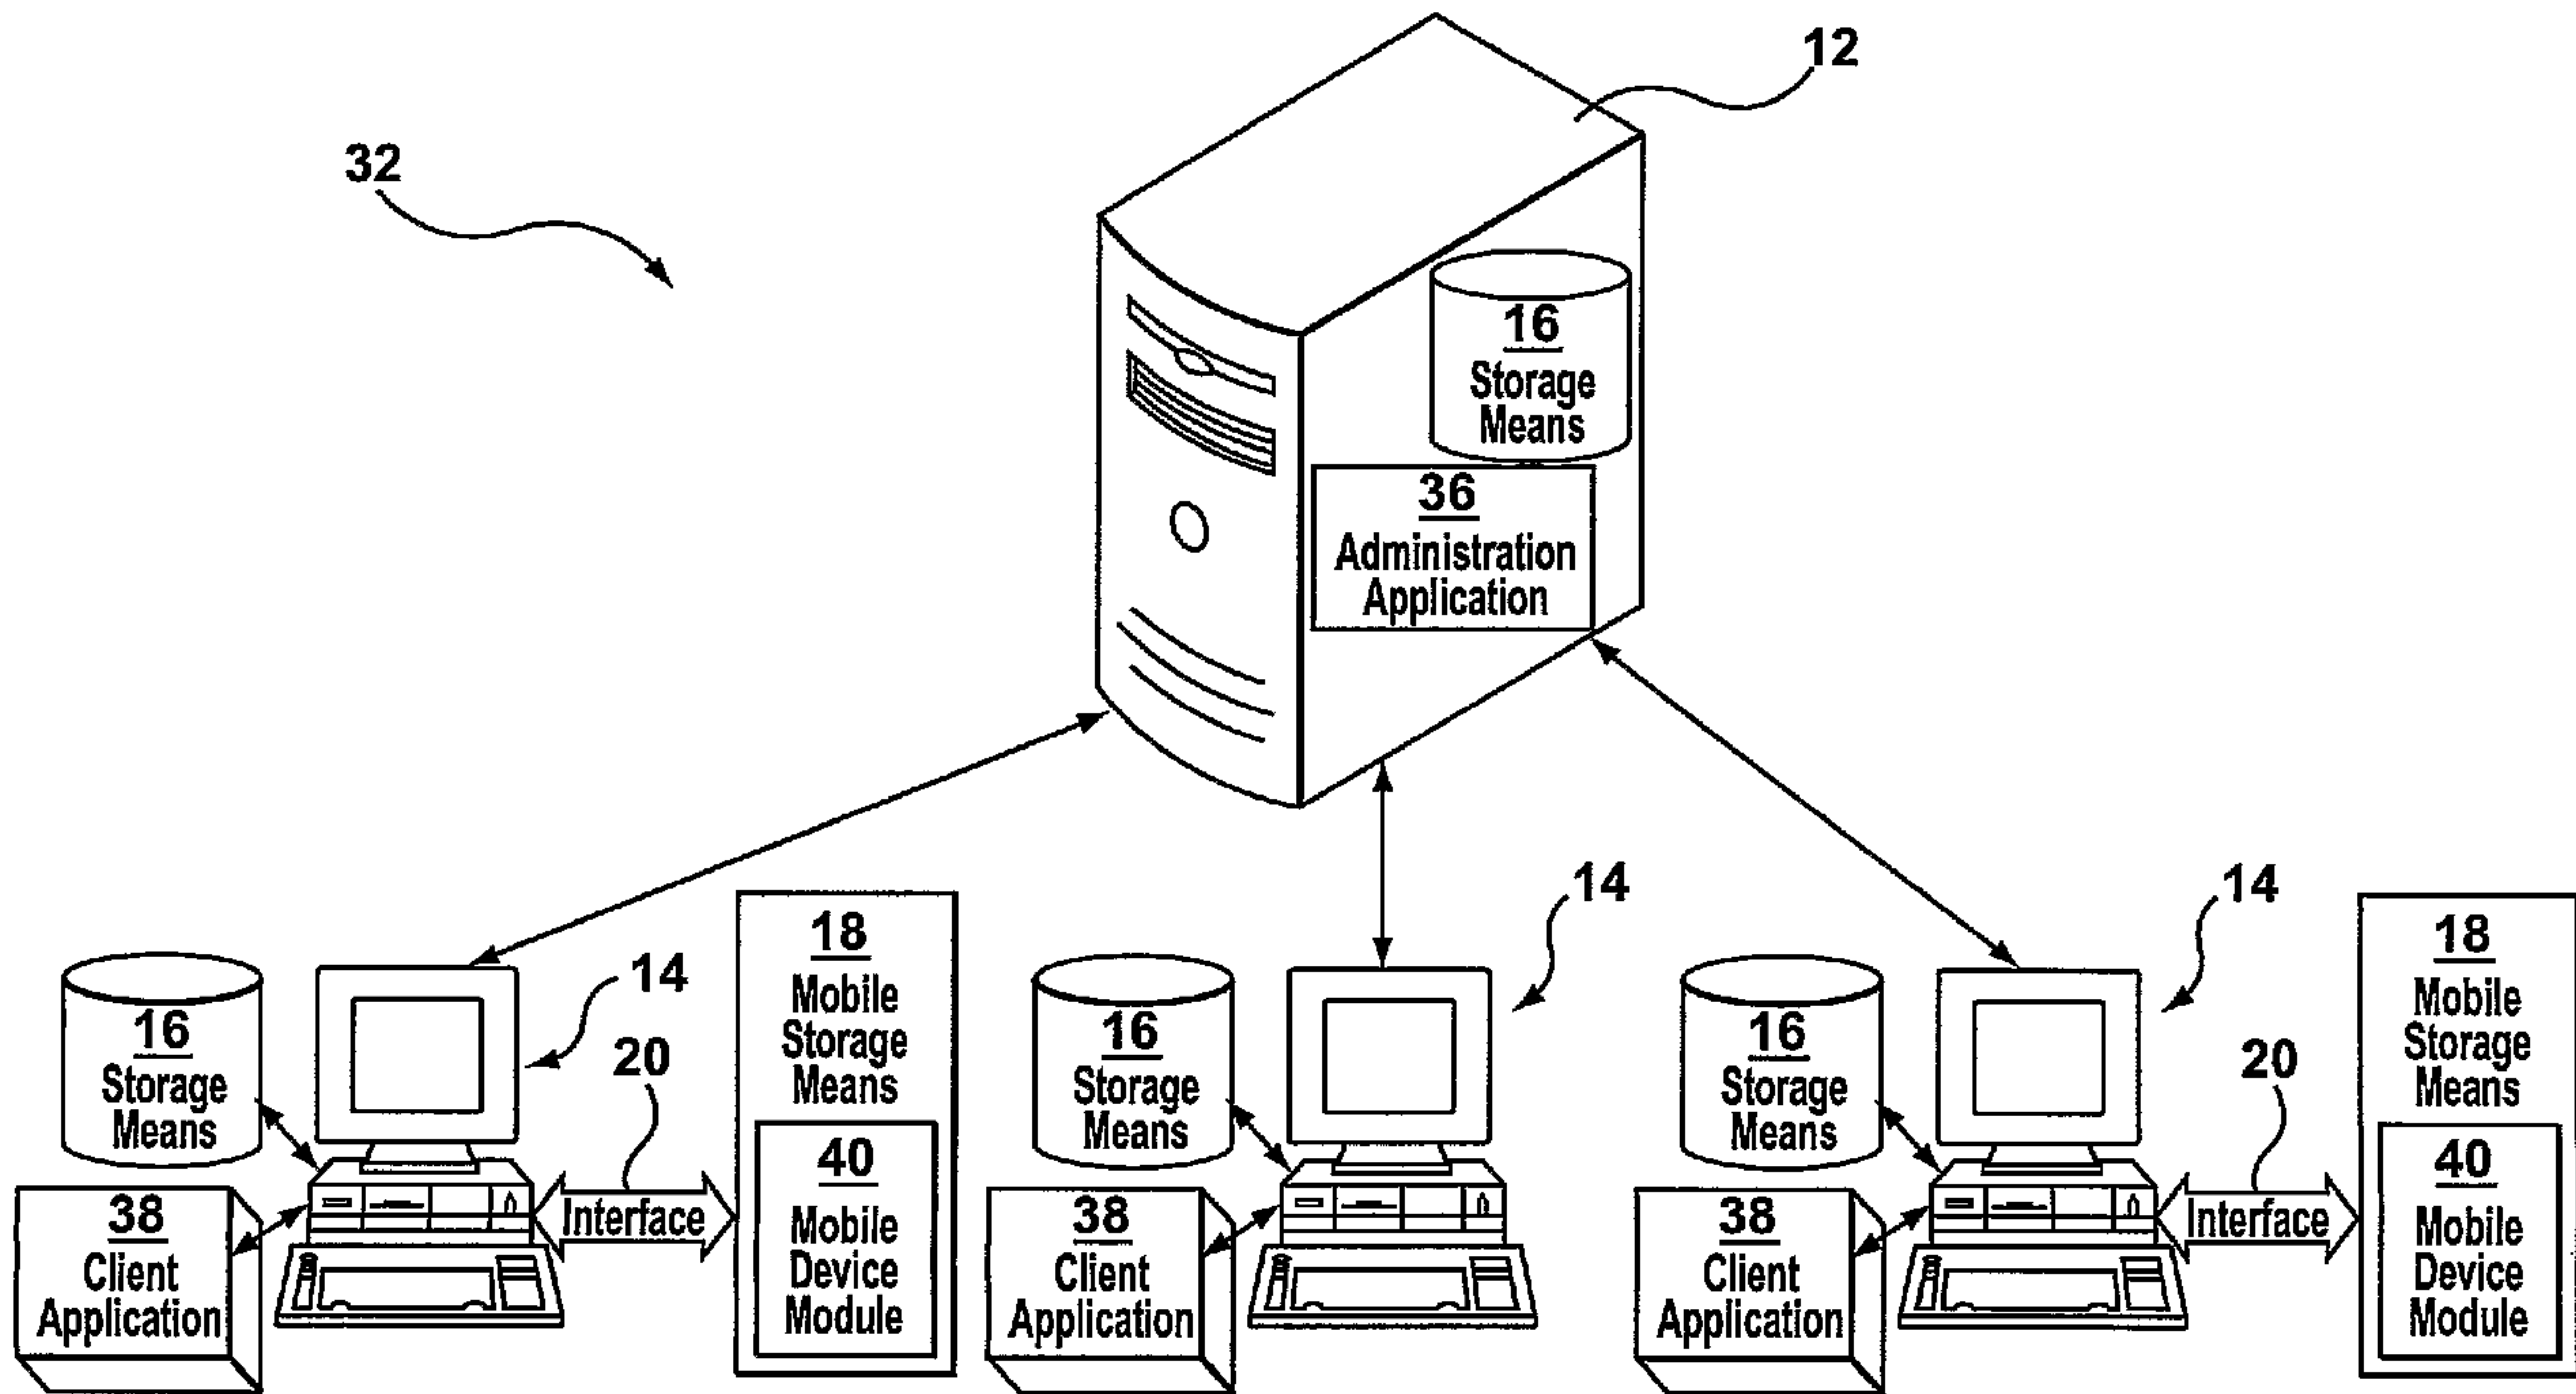 12
32
16
Storage
Means
36
Administration
Application
14
14
18
Mobile
Storage
Means
18
Mobile
Storage
Means
14
16
Storage
Means
20
16
Storage
Means
16
Storage
Means
20
40
Mobile
Device
Module
40
Mobile
Device
Module
38
Client
Application
Interface
38
Client
Application
38
Client
Application
Interface